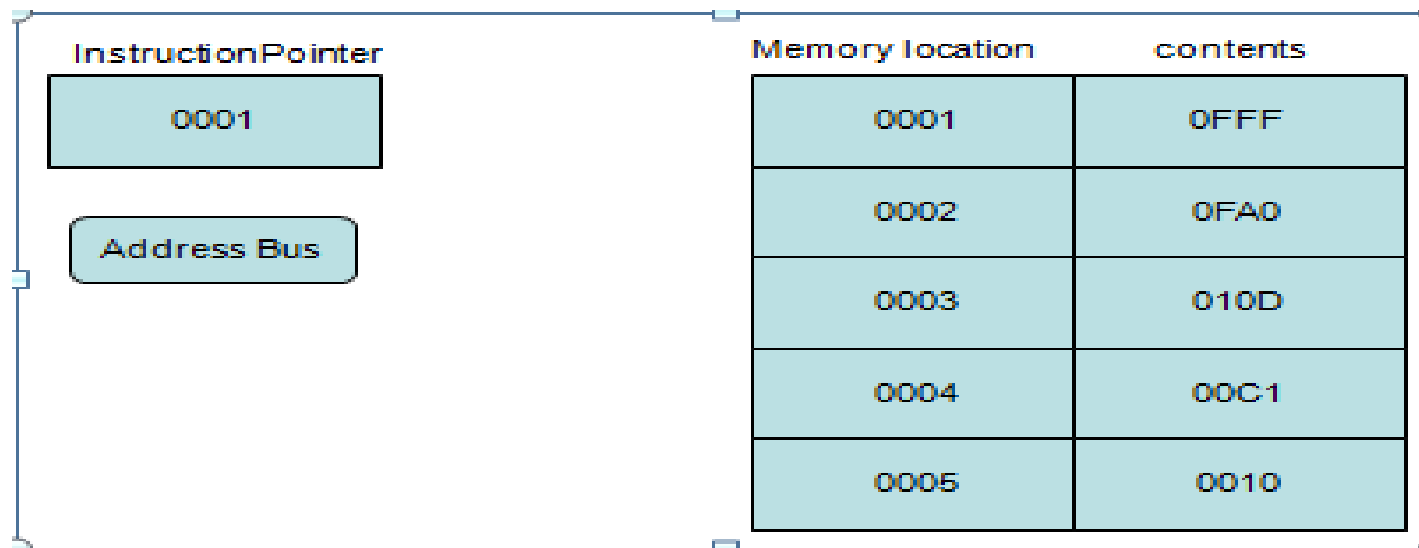 InstructionPointer
0001
Address Bus
Memory location contents
0001 0FFF
0002 0FA0
0003 010D
0004 00C1
0005 0010